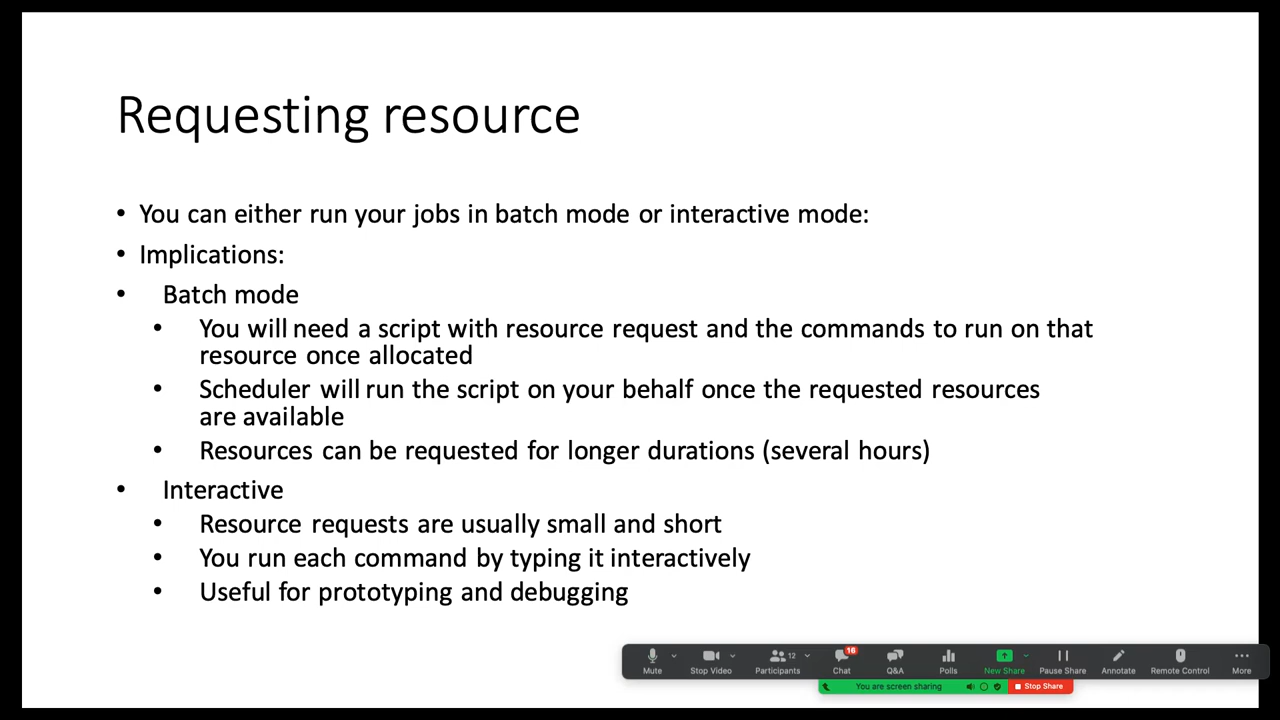 Requesting resource
• You can either run your jobs in batch mode or interactive mode:
• Implications:
• Batch mode
• You will need a script with resource request and the commands to run on that
resource once allocated
• Scheduler will run the script on your behalf once the requested resources
are available
• Resources can be requested for longer durations (several hours)
• Interactive
• Resource requests are usually small and short
• You run each command by typing it interactively
• Useful for prototyping and debugging
12 16
Mute Stop Video Participants Chat Q&A Polls New Share Pause Share Annotate Remote Control More
You are screen sharing Stop Share